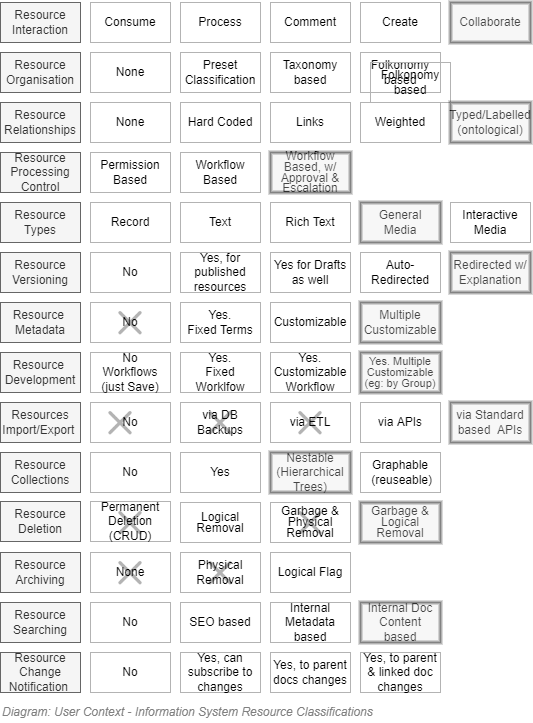 Resource
Interaction
Consume
Process
Comment
Create
Collaborate
Resource
Organisation
None
Preset
Classification
Taxonomy
based
Folkonomy
based
Folkonomy
based
Resource
Relationships
None
Hard Coded
Links
Weighted
Typed/Labelled
(ontological)
Resource
Processing
Control
Permission
Based
Workflow
Based
Workflow
Based, w/
Approval &
Escalation
Resource
Types
Record
Text
Rich Text
General
Media
Interactive
Media
Resource
Versioning
No
Yes, for
published
resources
Yes for Drafts
as well
Auto-
Redirected
Redirected w/
Explanation
Resource
Metadata
No
Yes.
Fixed Terms
Customizable
Multiple
Customizable
Resource
Development
No
Workflows
(just Save)
Yes.
Fixed
Worklfow
Yes.
Customizable
Workflow
Yes. Multiple
Customizable
(eg: by Group)
Resources
Import/Export
No
via DB
Backups
via ETL
via APIs
via Standard
based APIs
Resource
Collections
No
Yes
Nestable
(Hierarchical
Trees)
Graphable
(reuseable)
Resource
Deletion
Permanent
Deletion
(CRUD)
Logical
Removal
Garbage &
Physical
Removal
Garbage &
Logical
Removal
Resource
Archiving
None
Physical
Removal
Logical Flag
Resource
Searching
No
SEO based
Internal
Metadata
based
Internal Doc
Content
based
Resource
Change
Notification
No
Yes, can
subscribe to
changes
Yes, to parent
docs changes
Yes, to parent
& linked doc
changes
Diagram: User Context - Information System Resource Classifications